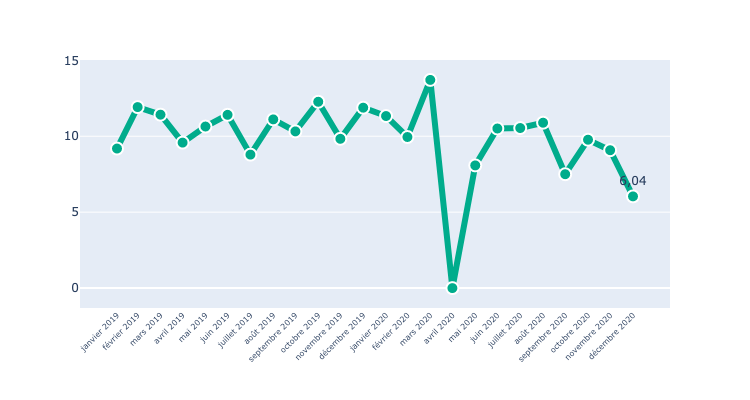 15
10
5
0
6.04
janvier 2019
février 2019
mars 2019
avril 2019
mai 2019
juin 2019
juillet 2019
août 2019
septembre 2019
octobre 2019
novembre 2019
décembre 2019
janvier 2020
février 2020
mars 2020
avril 2020
mai 2020
juin 2020
juillet 2020
août 2020
septembre 2020
octobre 2020
novembre 2020
décembre 2020